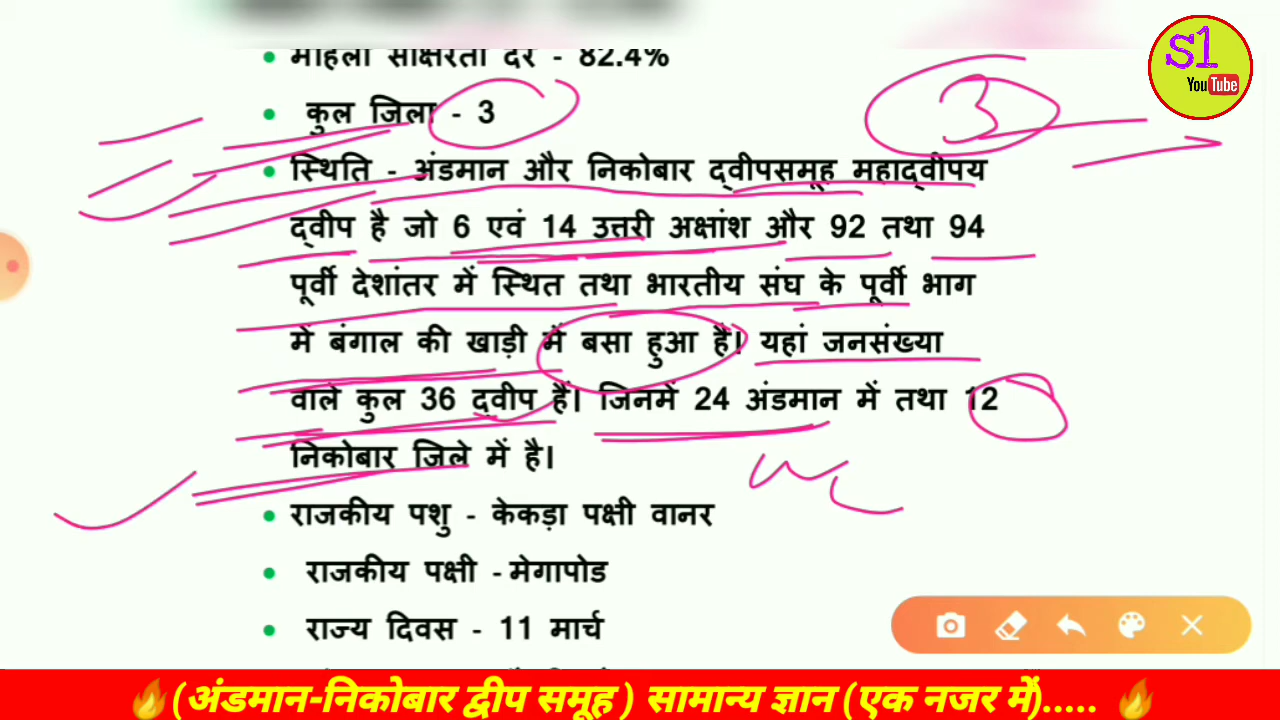 महिला साक्षरता दर - 82.4%
S1
YouTube
कुल जिला - 3
3
स्थिति - अंडमान और निकोबार द्वीपसमूह महाद्वीपय
द्वीप है जो 6 एवं 14 उत्तरी अक्षांश और 92 तथा 94
पूर्वी देशांतर में स्थित तथा भारतीय संघ के पूर्वी भाग
में बंगाल की खाड़ी में बसा हुआ है। यहां जनसंख्या
वाले कुल 36 द्वीप हैं। जिनमें 24 अंडमान में तथा 12
निकोबार जिले में है।
राजकीय पशु - केकड़ा पक्षी वानर
राजकीय पक्षी - मेगापोड
राज्य दिवस - 11 मार्च
(अंडमान-निकोबार द्वीप समूह ) सामान्य ज्ञान (एक नजर में).....